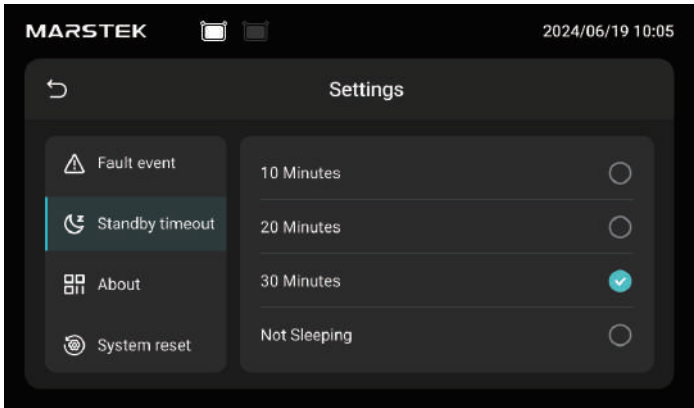 MARSTEK 2024/06/19 10:05
Settings
Fault event
Standby timeout
About
System reset
10 Minutes
20 Minutes
30 Minutes
Not Sleeping